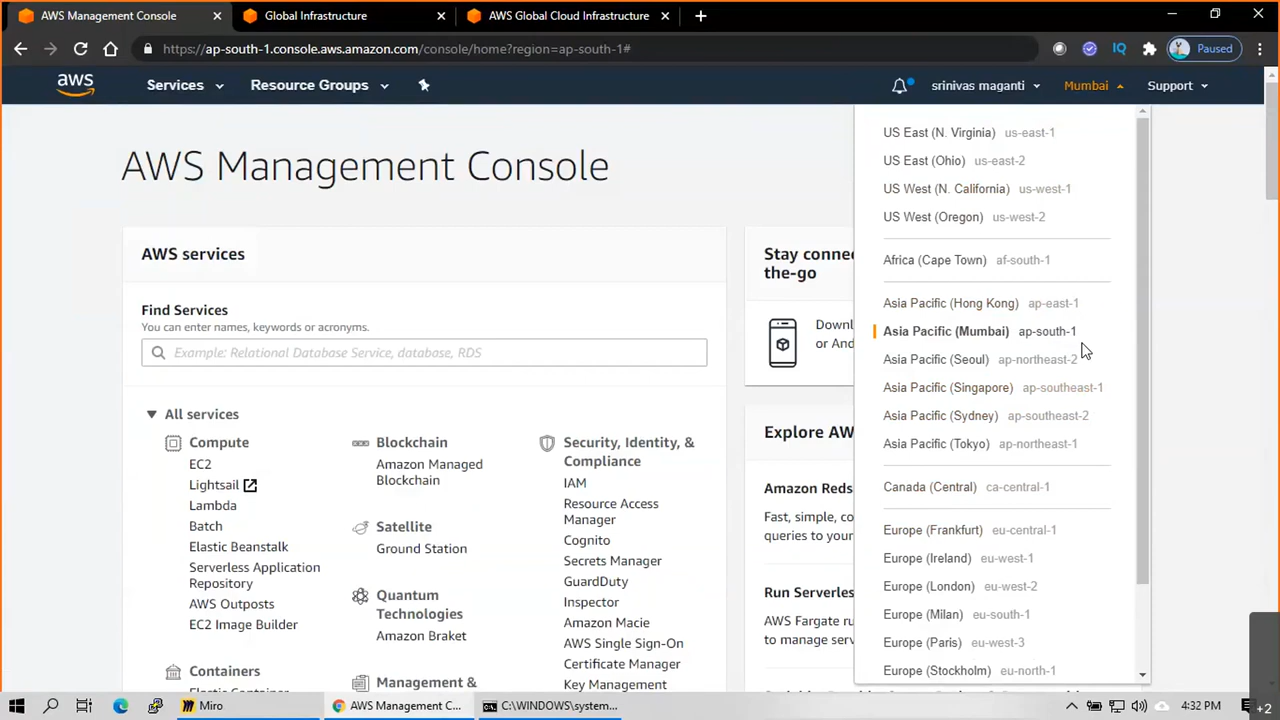 AWS Management Console
Global Infrastructure
AWS Global Cloud Infrastructure
https://ap-south-1.console.aws.amazon.com/console/home?region=ap-south-1#
IQ
Paused
aws
Services
Resource Groups
srinivas maganti
Mumbai
Support
AWS Management Console
AWS services
Find Services
You can enter names, keywords or acronyms.
Example: Relational Database Service, database, RDS
All services
Compute
EC2
Lightsail
Lambda
Batch
Elastic Beanstalk
Serverless Application
Repository
AWS Outposts
EC2 Image Builder
Containers
Blockchain
Amazon Managed
Blockchain
Satellite
Ground Station
Quantum
Technologies
Amazon Braket
Management &
Security, Identity, &
Compliance
IAM
Resource Access
Manager
Cognito
Secrets Manager
GuardDuty
Inspector
Amazon Macie
AWS Single Sign-On
Certificate Manager
Key Management
Stay conne
the-go
Downl
or And
Explore AW
Amazon Reds
Fast, simple, co
queries to your
Run Serverles
AWS Fargate ru
to manage serv
US East (N. Virginia) us-east-1
US East (Ohio) us-east-2
US West (N. California) us-west-1
US West (Oregon) us-west-2
Africa (Cape Town) af-south-1
Asia Pacific (Hong Kong) ap-east-1
Asia Pacific (Mumbai) ap-south-1
Asia Pacific (Seoul) ap-northeast-2
Asia Pacific (Singapore) ap-southeast-1
Asia Pacific (Sydney) ap-southeast-2
Asia Pacific (Tokyo) ap-northeast-1
Canada (Central) ca-central-1
Europe (Frankfurt) eu-central-1
Europe (Ireland) eu-west-1
Europe (London) eu-west-2
Europe (Milan) eu-south-1
Europe (Paris) eu-west-3
Europe (Stockholm) eu-north-1
Miro
AWS Management C...
C:\WINDOWS\system...
4:32 PM
+2